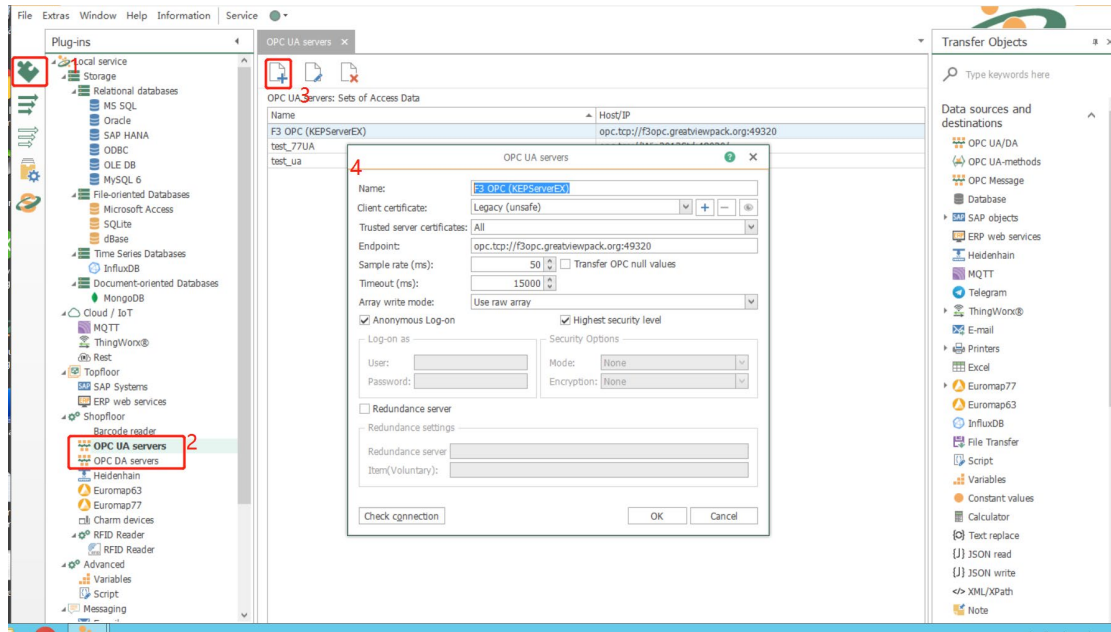 File Extras Window Help Information Service
Plug-ins
1
Local service
Storage
Relational databases
MS SQL
Oracle
SAP HANA
ODBC
OLE DB
MySQL 6
File-oriented Databases
Microsoft Access
SQLite
dBase
Time Series Databases
InfluxDB
Document-oriented Databases
MongoDB
Cloud / IoT
MQTT
ThingWorx®
Rest
Topfloor
SAP Systems
ERP web services
Shopfloor
Barcode reader
OPC UA servers
2
OPC DA servers
Heidenhain
Euromap63
Euromap77
Charm devices
RFID Reader
RFID Reader
Advanced
Variables
Script
Messaging
OPC UA servers
3
OPC UA servers: Sets of Access Data
Name Host/IP
F3 OPC (KEPServerEX) opc.tcp://f3opc.greatviewpack.org:49320
test_77UA
test_ua
4
OPC UA servers
Name: F3 OPC (KEPServerEX)
Client certificate: Legacy (unsafe)
Trusted server certificates: All
Endpoint: opc.tcp://f3opc.greatviewpack.org:49320
Sample rate (ms): 50 Transfer OPC null values
Timeout (ms): 15000
Array write mode: Use raw array
Anonymous Log-on Highest security level
Log-on as Security Options
User: Mode: None
Password: Encryption: None
Redundance server
Redundance settings
Redundance server
Item(Voluntary):
Check connection OK Cancel
Transfer Objects
Type keywords here
Data sources and
destinations
OPC UA/DA
OPC UA-methods
OPC Message
Database
SAP objects
ERP web services
Heidenhain
MQTT
Telegram
ThingWorx®
E-mail
Printers
Excel
Euromap77
Euromap63
InfluxDB
File Transfer
Script
Variables
Constant values
Calculator
Text replace
JSON read
JSON write
XML/XPath
Note